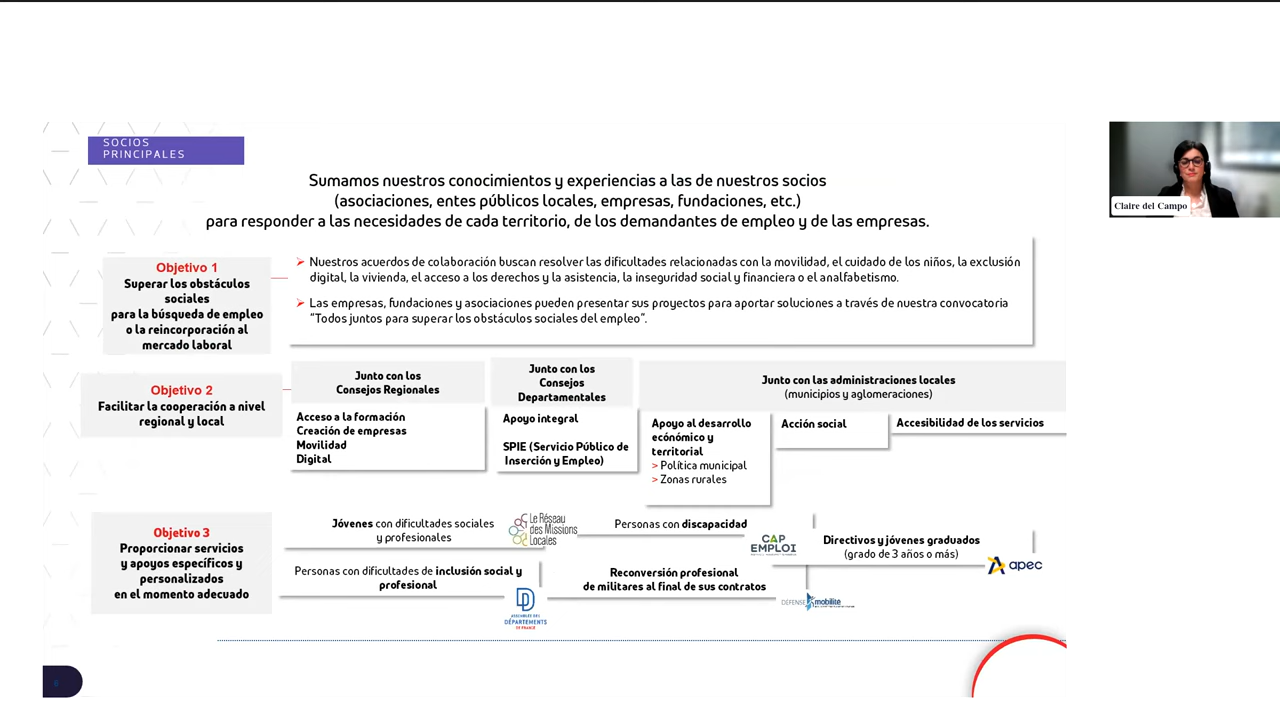 SOCIOS
PRINCIPALES
Sumamos nuestros conocimientos y experiencias a las de nuestros socios
(asociaciones, entes públicos locales, empresas, fundaciones, etc.)
para responder a las necesidades de cada territorio, de los demandantes de empleo y de las empresas.
Claire del Campo
Objetivo 1
Superar los obstáculos
sociales
para la búsqueda de empleo
o la reincorporación al
mercado laboral
➢ Nuestros acuerdos de colaboración buscan resolver las dificultades relacionadas con la movilidad, el cuidado de los niños, la exclusión
digital, la vivienda, el acceso a los derechos y la asistencia, la inseguridad social y financiera o el analfabetismo.
➢ Las empresas, fundaciones y asociaciones pueden presentar sus proyectos para aportar soluciones a través de nuestra convocatoria
"Todos juntos para superar los obstáculos sociales del empleo".
Objetivo 2
Facilitar la cooperación a nivel
regional y local
Junto con los
Consejos Regionales
Acceso a la formación
Creación de empresas
Movilidad
Digital
Junto con los
Consejos
Departamentales
Apoyo integral
SPIE (Servicio Público de
Inserción y Empleo)
Junto con las administraciones locales
(municipios y aglomeraciones)
Apoyo al desarrollo
ecónomico y
territorial
> Política municipal
> Zonas rurales
Acción social
Accesibilidad de los servicios
Objetivo 3
Proporcionar servicios
y apoyos específicos y
personalizados
en el momento adecuado
Jóvenes con dificultades sociales
y profesionales
Le Réseau
des Missions
Locales
Personas con discapacidad
CAP
EMPLOI
Directivos y jóvenes graduados
(grado de 3 años o más)
apec
Personas con dificultades de inclusión social y
profesional
ASSEMBLÉE DES
DÉPARTEMENTS
DE FRANCE
Reconversión profesional
de militares al final de sus contratos
DÉFENSE mobilité
6